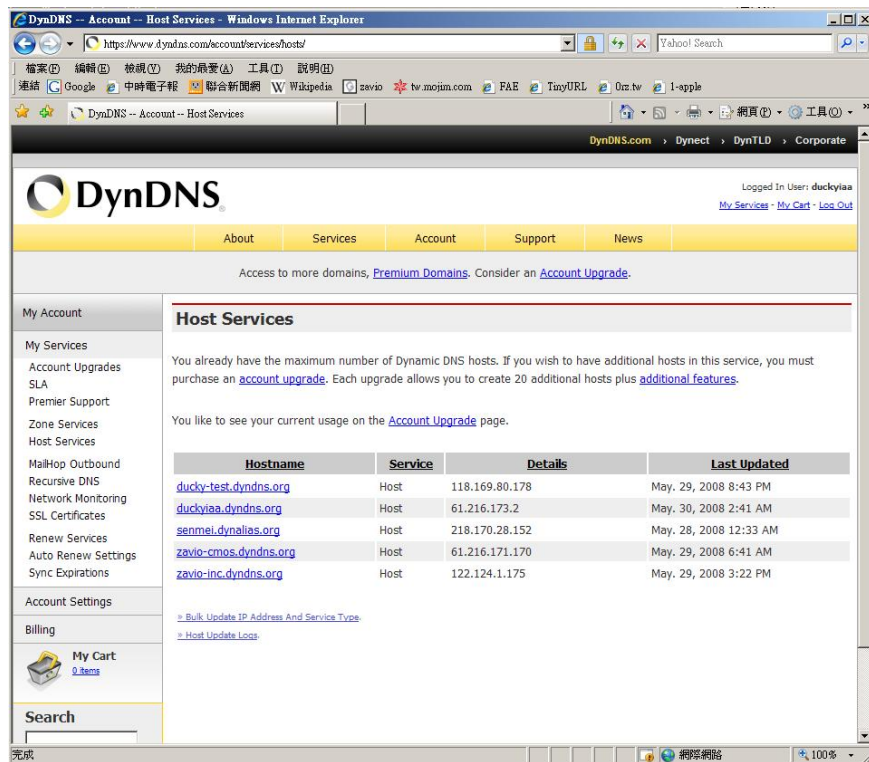 DynDNS -- Account -- Host Services - Windows Internet Explorer
https://www.dyndns.com/account/services/hosts/
Yahoo! Search
檔案(F) 編輯(E) 檢視(V) 我的最愛(A) 工具(T) 說明(H)
連結 Google 中時電子報 聯合新聞網 Wikipedia zavio tw.mojim.com FAE TinyURL 0rz.tw 1-apple
DynDNS -- Account -- Host Services
網頁(P) 工具(O)
DynDNS.com › Dynect › DynTLD › Corporate
DynDNS
Logged In User: duckyiaa
My Services - My Cart - Log Out
About Services Account Support News
Access to more domains, Premium Domains. Consider an Account Upgrade.
My Account
My Services
Account Upgrades
SLA
Premier Support
Zone Services
Host Services
MailHop Outbound
Recursive DNS
Network Monitoring
SSL Certificates
Renew Services
Auto Renew Settings
Sync Expirations
Account Settings
Billing
My Cart
0 items
Search
Host Services
You already have the maximum number of Dynamic DNS hosts. If you wish to have additional hosts in this service, you must
purchase an account upgrade. Each upgrade allows you to create 20 additional hosts plus additional features.
You like to see your current usage on the Account Upgrade page.
Hostname Service Details Last Updated
ducky-test.dyndns.org Host 118.169.80.178 May. 29, 2008 8:43 PM
duckyiaa.dyndns.org Host 61.216.173.2 May. 30, 2008 2:41 AM
senmei.dynalias.org Host 218.170.28.152 May. 28, 2008 12:33 AM
zavio-cmos.dyndns.org Host 61.216.171.170 May. 29, 2008 6:41 AM
zavio-inc.dyndns.org Host 122.124.1.175 May. 29, 2008 3:22 PM
» Bulk Update IP Address And Service Type.
» Host Update Logs.
完成
網際網路
100%